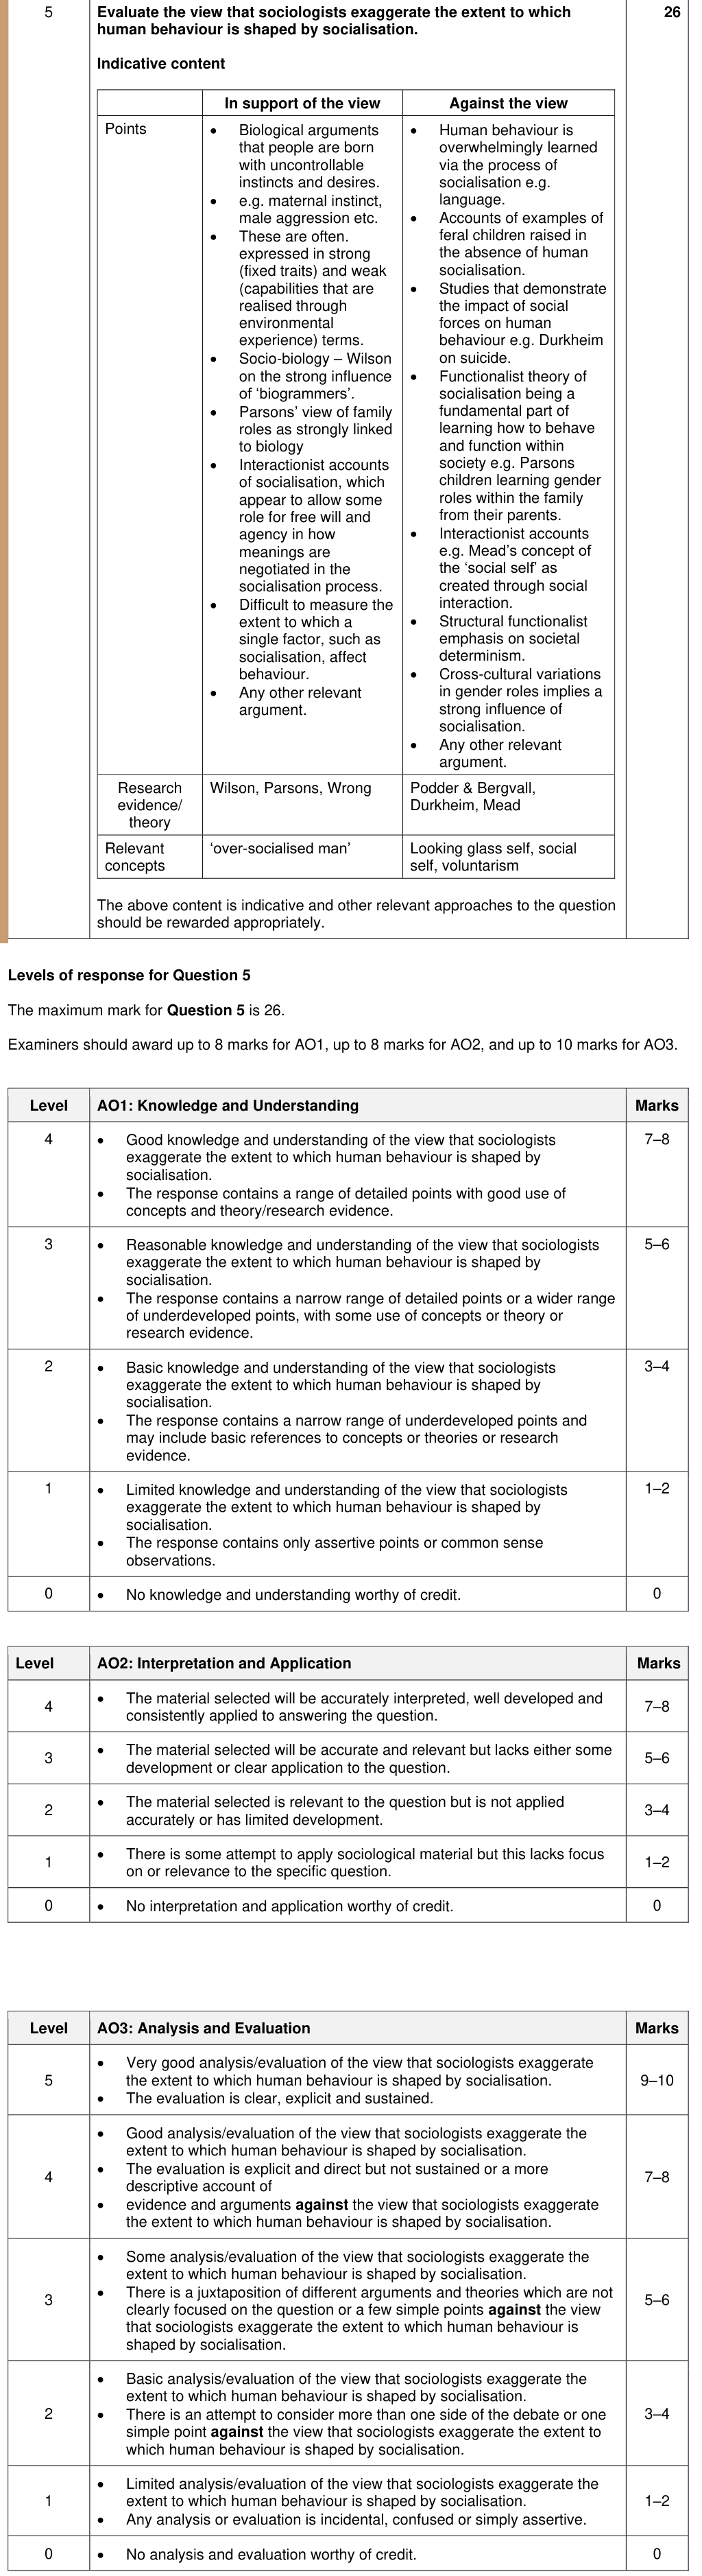 5
Evaluate the view that sociologists exaggerate the extent to which
human behaviour is shaped by socialisation.
26
Indicative content
In support of the view
Against the view
Points
• Biological arguments
that people are born
with uncontrollable
instincts and desires.
• e.g. maternal instinct,
male aggression etc.
• These are often.
expressed in strong
(fixed traits) and weak
(capabilities that are
realised through
environmental
experience) terms.
• Socio-biology – Wilson
on the strong influence
of ‘biogrammers’.
• Parsons’ view of family
roles as strongly linked
to biology
• Interactionist accounts
of socialisation, which
appear to allow some
role for free will and
agency in how
meanings are
negotiated in the
socialisation process.
• Difficult to measure the
extent to which a
single factor, such as
socialisation, affect
behaviour.
• Any other relevant
argument.
• Human behaviour is
overwhelmingly learned
via the process of
socialisation e.g.
language.
• Accounts of examples of
feral children raised in
the absence of human
socialisation.
• Studies that demonstrate
the impact of social
forces on human
behaviour e.g. Durkheim
on suicide.
• Functionalist theory of
socialisation being a
fundamental part of
learning how to behave
and function within
society e.g. Parsons
children learning gender
roles within the family
from their parents.
• Interactionist accounts
e.g. Mead’s concept of
the ‘social self’ as
created through social
interaction.
• Structural functionalist
emphasis on societal
determinism.
• Cross-cultural variations
in gender roles implies a
strong influence of
socialisation.
• Any other relevant
argument.
Research
evidence/
theory
Wilson, Parsons, Wrong
Podder & Bergvall,
Durkheim, Mead
Relevant
concepts
‘over-socialised man’
Looking glass self, social
self, voluntarism
The above content is indicative and other relevant approaches to the question
should be rewarded appropriately.
Levels of response for Question 5
The maximum mark for Question 5 is 26.
Examiners should award up to 8 marks for AO1, up to 8 marks for AO2, and up to 10 marks for AO3.
Level
AO1: Knowledge and Understanding
Marks
4
• Good knowledge and understanding of the view that sociologists
exaggerate the extent to which human behaviour is shaped by
socialisation.
• The response contains a range of detailed points with good use of
concepts and theory/research evidence.
7–8
3
• Reasonable knowledge and understanding of the view that sociologists
exaggerate the extent to which human behaviour is shaped by
socialisation.
• The response contains a narrow range of detailed points or a wider range
of underdeveloped points, with some use of concepts or theory or
research evidence.
5–6
2
• Basic knowledge and understanding of the view that sociologists
exaggerate the extent to which human behaviour is shaped by
socialisation.
• The response contains a narrow range of underdeveloped points and
may include basic references to concepts or theories or research
evidence.
3–4
1
• Limited knowledge and understanding of the view that sociologists
exaggerate the extent to which human behaviour is shaped by
socialisation.
• The response contains only assertive points or common sense
observations.
1–2
0
• No knowledge and understanding worthy of credit.
0
Level
AO2: Interpretation and Application
Marks
4
• The material selected will be accurately interpreted, well developed and
consistently applied to answering the question.
7–8
3
• The material selected will be accurate and relevant but lacks either some
development or clear application to the question.
5–6
2
• The material selected is relevant to the question but is not applied
accurately or has limited development.
3–4
1
• There is some attempt to apply sociological material but this lacks focus
on or relevance to the specific question.
1–2
0
• No interpretation and application worthy of credit.
0
Level
AO3: Analysis and Evaluation
Marks
5
• Very good analysis/evaluation of the view that sociologists exaggerate
the extent to which human behaviour is shaped by socialisation.
• The evaluation is clear, explicit and sustained.
9–10
4
• Good analysis/evaluation of the view that sociologists exaggerate the
extent to which human behaviour is shaped by socialisation.
• The evaluation is explicit and direct but not sustained or a more
descriptive account of
• evidence and arguments against the view that sociologists exaggerate
the extent to which human behaviour is shaped by socialisation.
7–8
3
• Some analysis/evaluation of the view that sociologists exaggerate the
extent to which human behaviour is shaped by socialisation.
• There is a juxtaposition of different arguments and theories which are not
clearly focused on the question or a few simple points against the view
that sociologists exaggerate the extent to which human behaviour is
shaped by socialisation.
5–6
2
• Basic analysis/evaluation of the view that sociologists exaggerate the
extent to which human behaviour is shaped by socialisation.
• There is an attempt to consider more than one side of the debate or one
simple point against the view that sociologists exaggerate the extent to
which human behaviour is shaped by socialisation.
3–4
1
• Limited analysis/evaluation of the view that sociologists exaggerate the
extent to which human behaviour is shaped by socialisation.
• Any analysis or evaluation is incidental, confused or simply assertive.
1–2
0
• No analysis and evaluation worthy of credit.
0